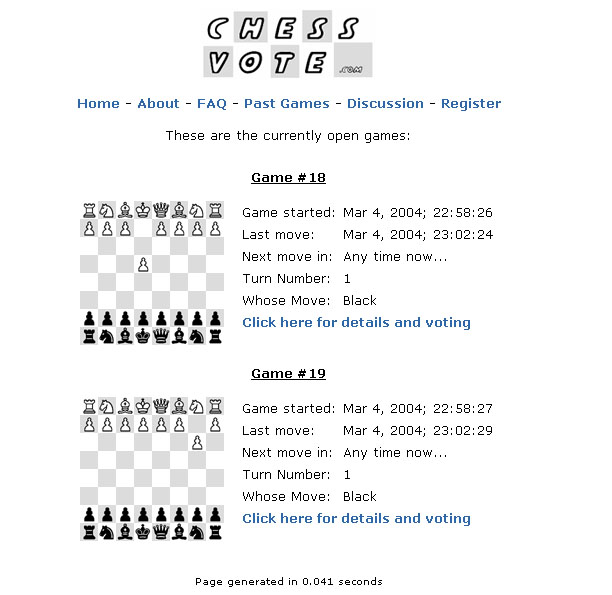 CHESS
VOTE.COM
Home - About - FAQ - Past Games - Discussion - Register
These are the currently open games:
Game #18
Game started: Mar 4, 2004; 22:58:26
Last move: Mar 4, 2004; 23:02:24
Next move in: Any time now...
Turn Number: 1
Whose Move: Black
Click here for details and voting
Game #19
Game started: Mar 4, 2004; 22:58:27
Last move: Mar 4, 2004; 23:02:29
Next move in: Any time now...
Turn Number: 1
Whose Move: Black
Click here for details and voting
Page generated in 0.041 seconds